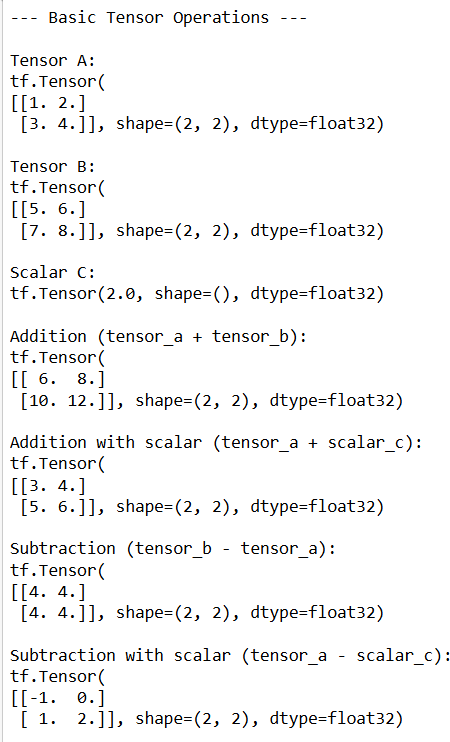 --- Basic Tensor Operations ---
Tensor A:
tf.Tensor(
[[1. 2.]
 [3. 4.]], shape=(2, 2), dtype=float32)
Tensor B:
tf.Tensor(
[[5. 6.]
 [7. 8.]], shape=(2, 2), dtype=float32)
Scalar C:
tf.Tensor(2.0, shape=(), dtype=float32)
Addition (tensor_a + tensor_b):
tf.Tensor(
[[ 6.  8.]
 [10. 12.]], shape=(2, 2), dtype=float32)
Addition with scalar (tensor_a + scalar_c):
tf.Tensor(
[[3. 4.]
 [5. 6.]], shape=(2, 2), dtype=float32)
Subtraction (tensor_b - tensor_a):
tf.Tensor(
[[4. 4.]
 [4. 4.]], shape=(2, 2), dtype=float32)
Subtraction with scalar (tensor_a - scalar_c):
tf.Tensor(
[[-1.  0.]
 [ 1.  2.]], shape=(2, 2), dtype=float32)